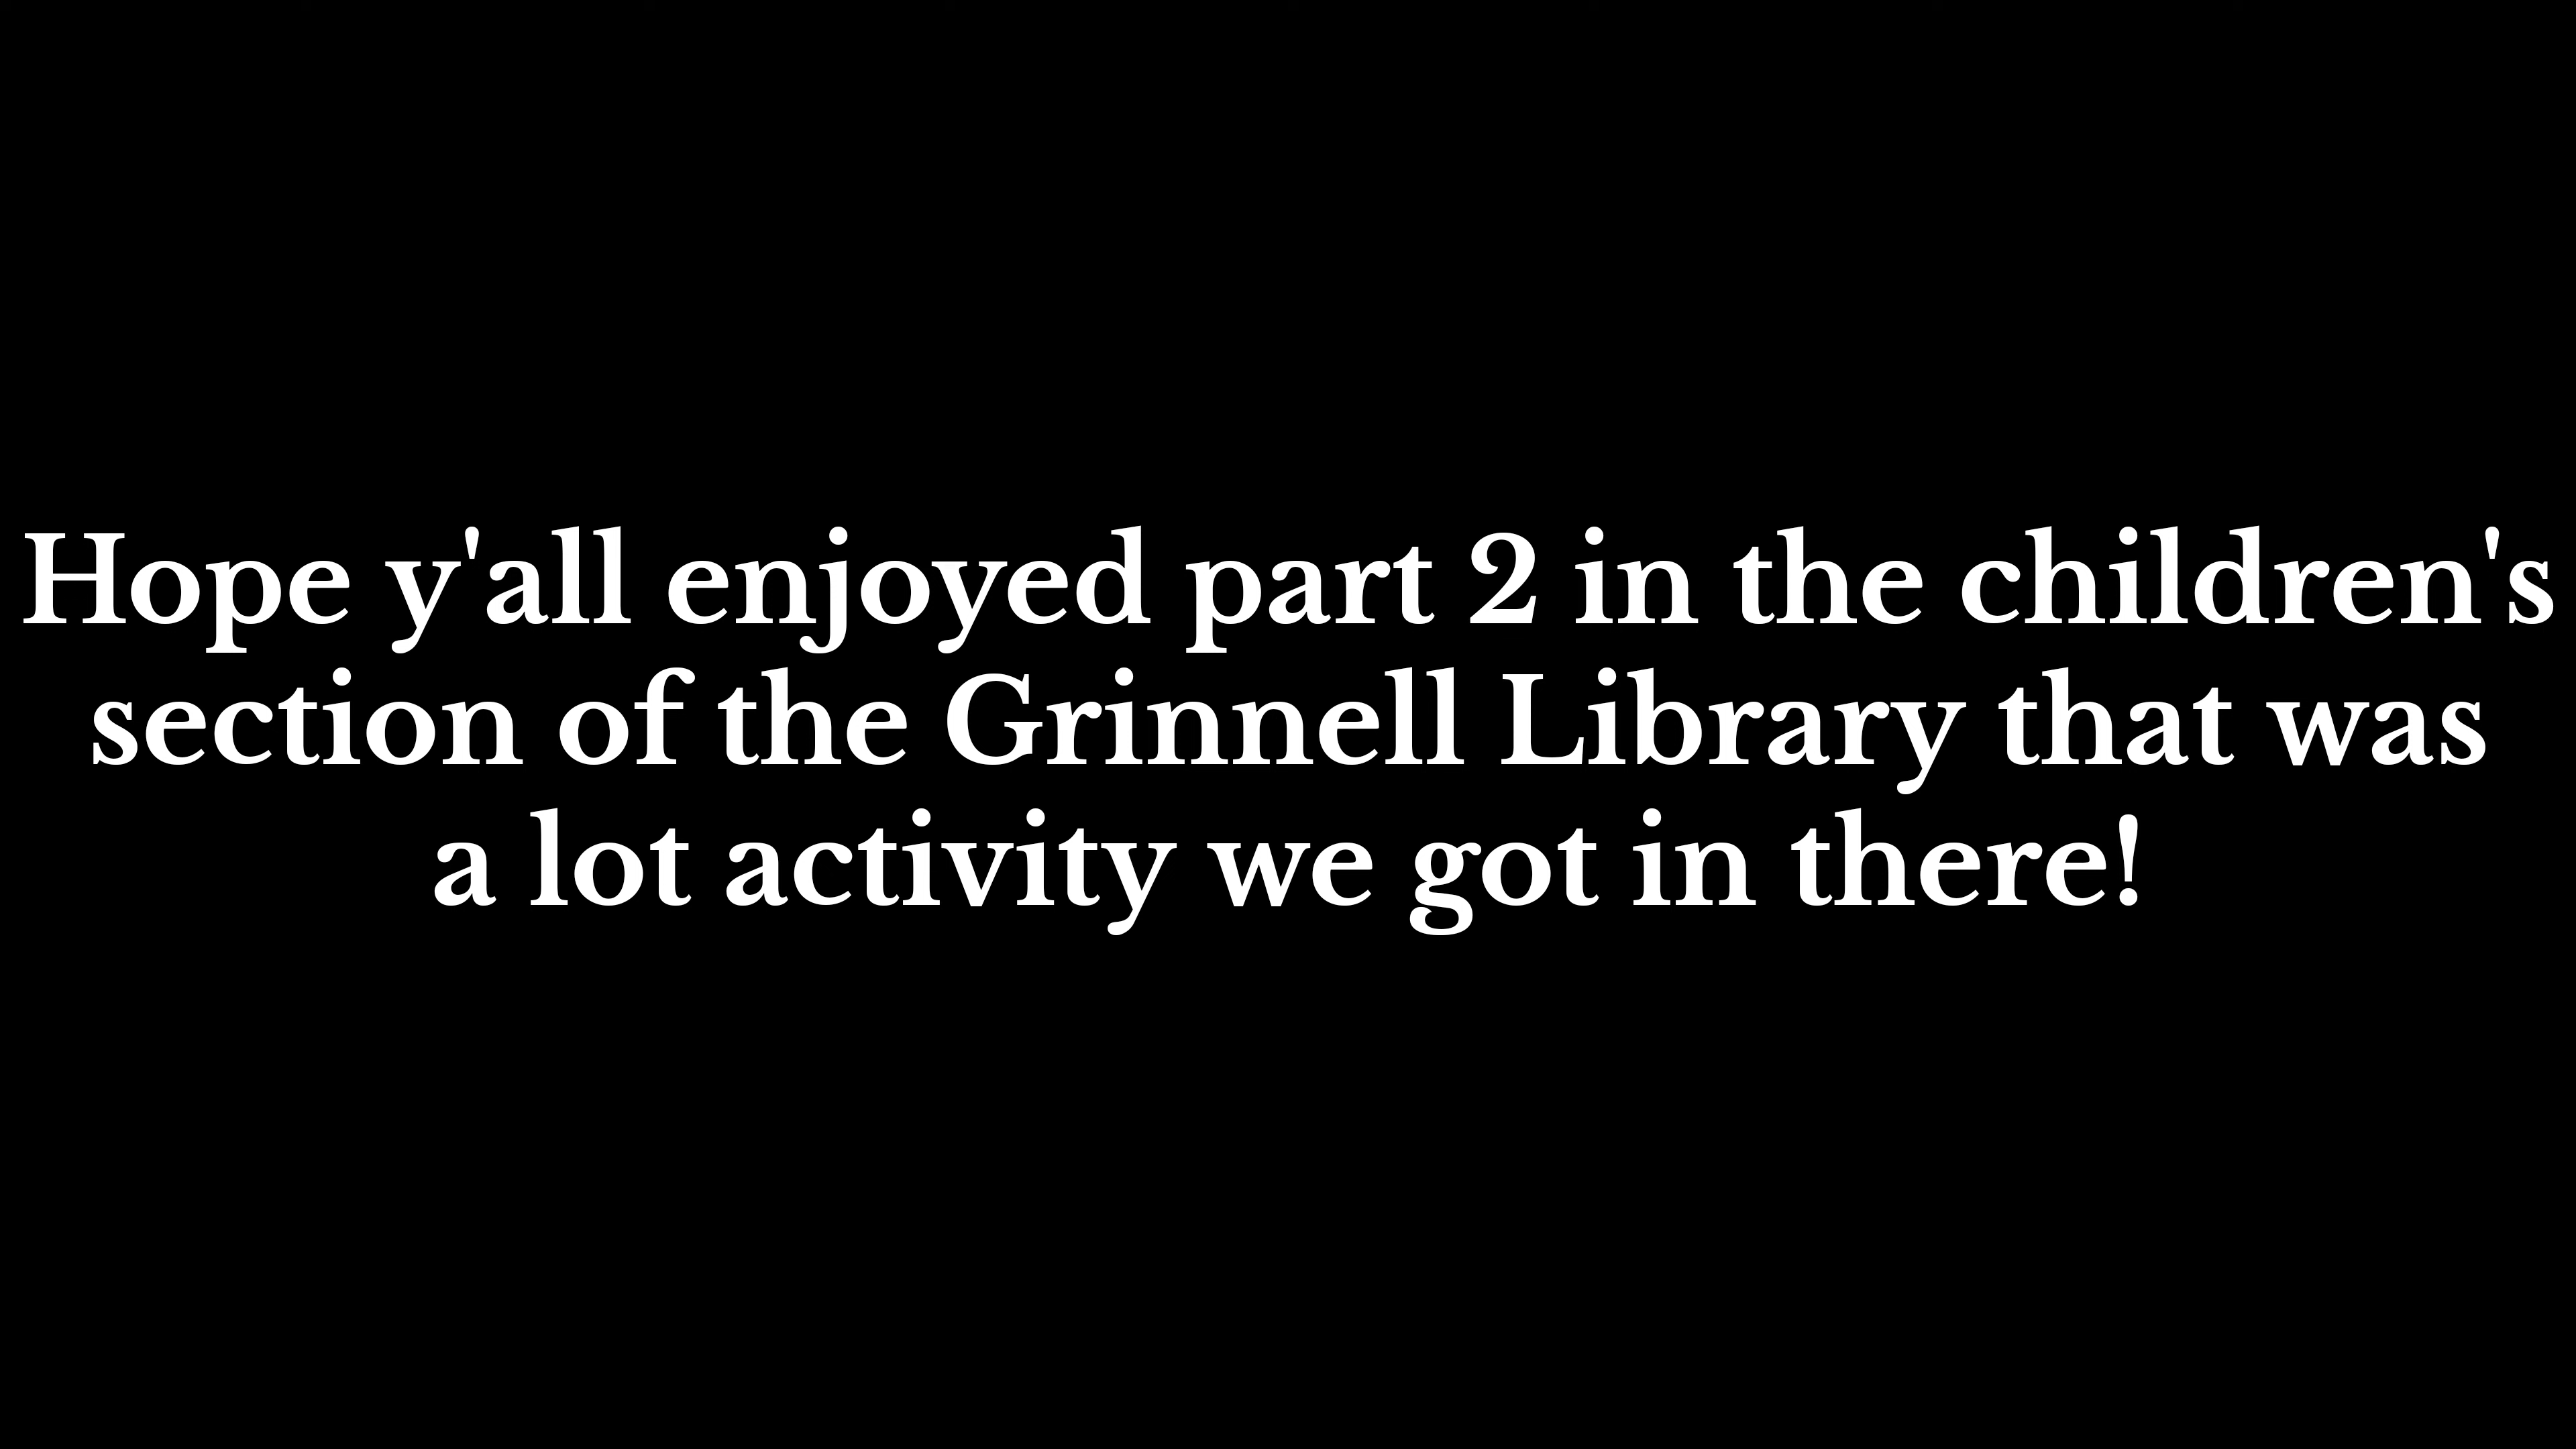 Hope y'all enjoyed part 2 in the children's
section of the Grinnell Library that was
a lot activity we got in there!